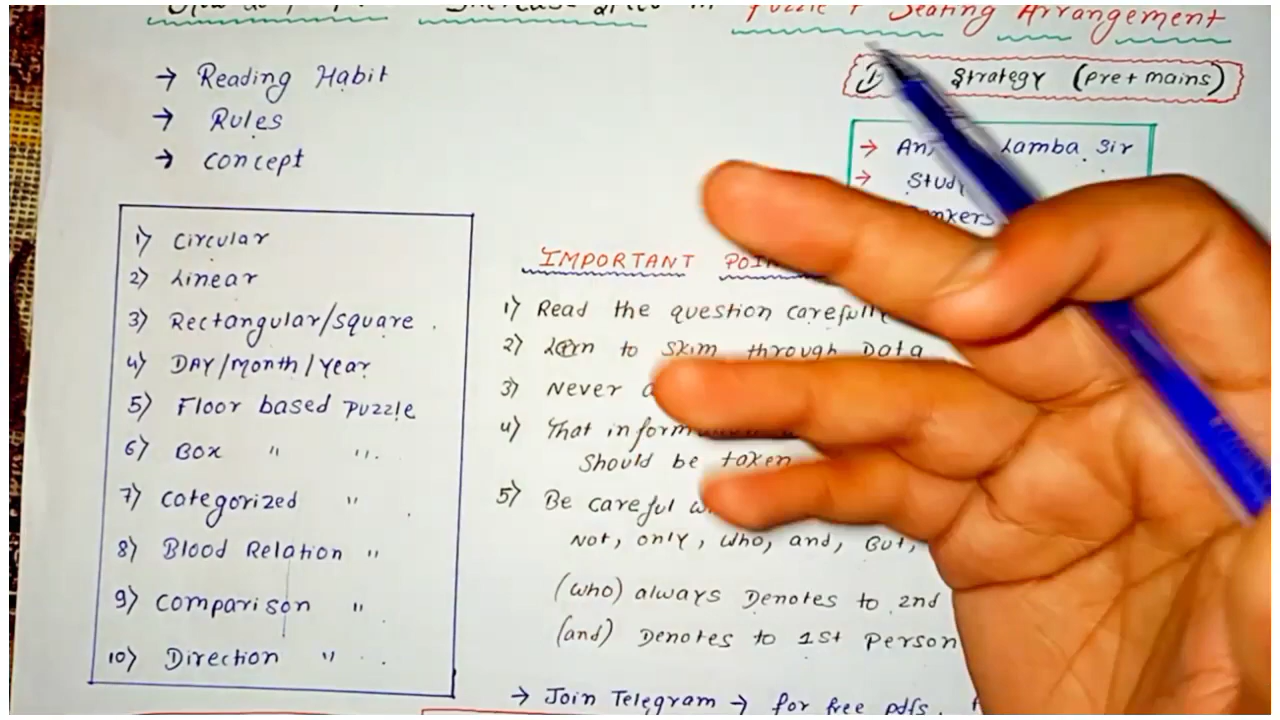 Increase in Puzzle + Seating Arrangement
→ Reading Habit
→ Rules
→ concept
Strategy (pre + mains)
→ Lamba Sir
→
1) Circular
2) Linear
3) Rectangular/square .
4) DAY/month/year
5) Floor based puzzle
6) Box " ".
7) Categorized "
8) Blood Relation "
9) Comparison "
10) Direction " .
IMPORTANT
1) Read the question
2) to skim through Data
3) Never
4) That
Should be taken
5) Be careful
Not, only, who, and, But,
(who) always Denotes to 2nd
(and) Denotes to 1st person
→ Join Telegram → for free pdfs.